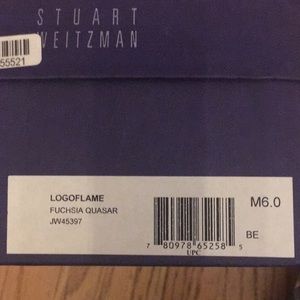 STUART
WEITZMAN
55521
LOGOFLAME
FUCHSIA QUASAR
JW45397
M6.0
BE
7 80978 65258 5
UPC